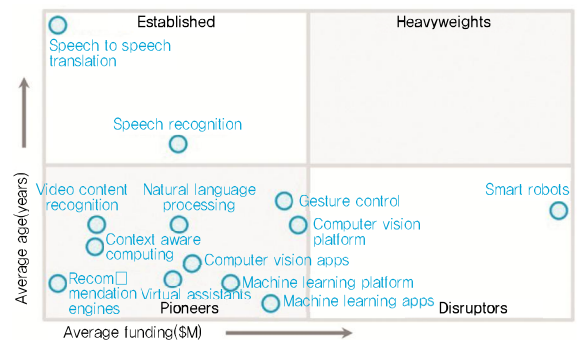 Established
Heavyweights
Speech to speech
translation
Speech recognition
Video content
recognition
Natural language
processing
Gesture control
Smart robots
Computer vision
platform
Context aware
computing
Computer vision apps
Recom□
mendation
engines
Virtual assistants
Machine learning platform
Machine learning apps
Pioneers
Disruptors
Average age(years)
Average funding($M)